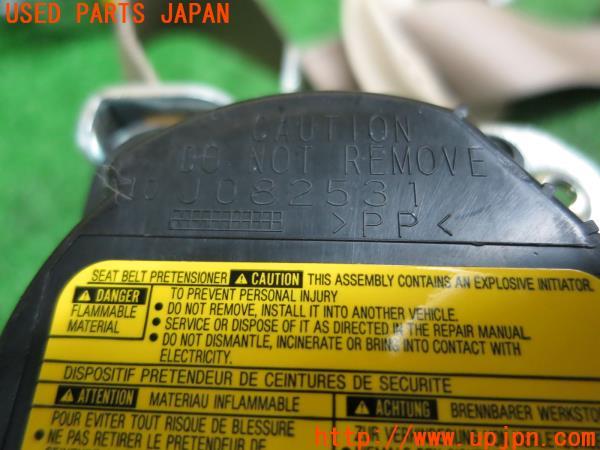 USED PARTS JAPAN
CAUTION
DO NOT REMOVE
J082531
>PP<
SEAT BELT PRETENSIONER ⚠ CAUTION THIS ASSEMBLY CONTAINS AN EXPLOSIVE INITIATOR.
⚠ DANGER
FLAMMABLE
MATERIAL
TO PREVENT PERSONAL INJURY
• DO NOT REMOVE, INSTALL IT INTO ANOTHER VEHICLE.
• SERVICE OR DISPOSE OF IT AS DIRECTED IN THE REPAIR MANUAL.
• DO NOT DISMANTLE, INCINERATE OR BRING INTO CONTACT WITH
ELECTRICITY.
DISPOSITIF PRETENDEUR DE CEINTURES DE SECURITE
⚠ ATTENTION MATERIAU INFLAMMABLE
POUR EVITER TOUT RISQUE DE BLESSURE
• NE PAS RETIRER LE PRETENDEUR DE
⚠ ACHTUNG BRENNBARER WERKSTO
http://www.upjpn.com/